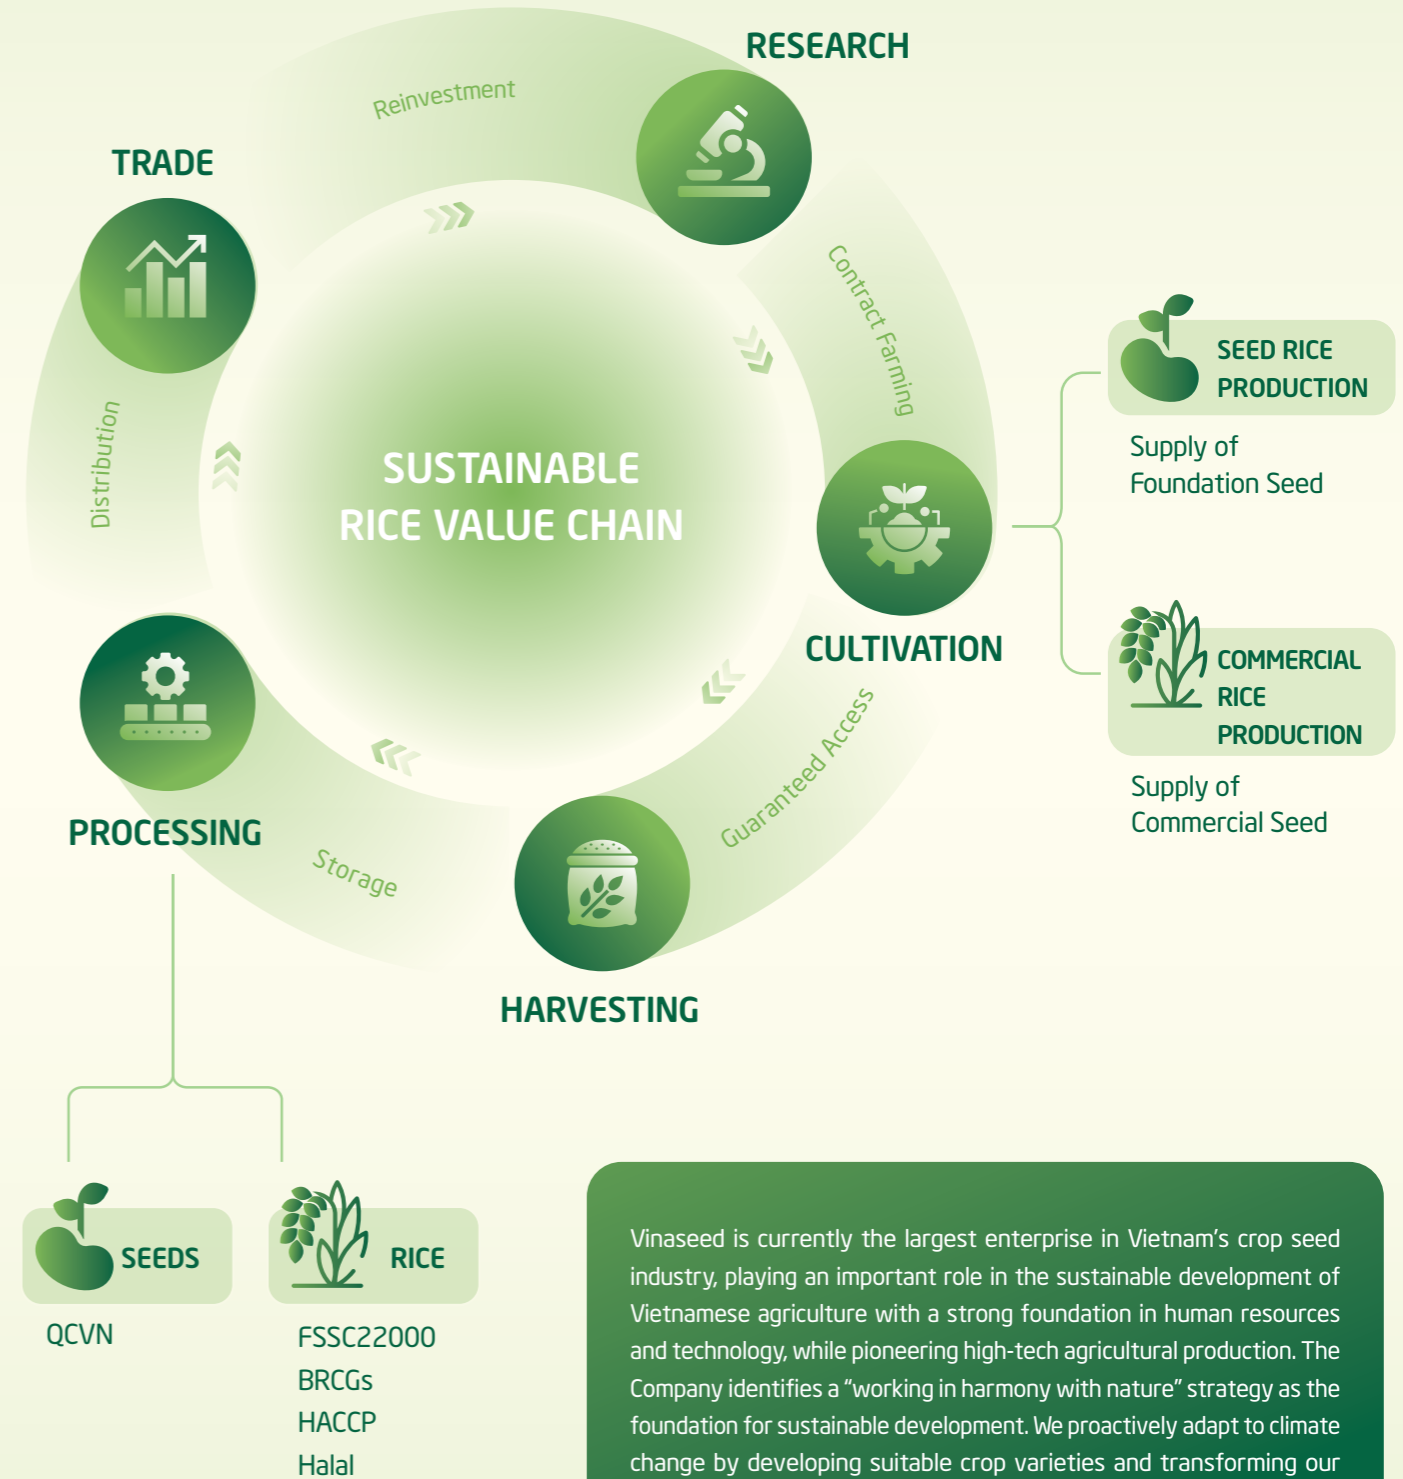 RESEARCH
Reinvestment
TRADE
Contract Farming
SEED RICE
PRODUCTION
Supply of
Foundation Seed
Distribution
SUSTAINABLE
RICE VALUE CHAIN
CULTIVATION
COMMERCIAL
RICE
PRODUCTION
Supply of
Commercial Seed
Guaranteed Access
PROCESSING
Storage
HARVESTING
SEEDS
QCVN
RICE
FSSC22000
BRCGs
HACCP
Halal
Vinaseed is currently the largest enterprise in Vietnam's crop seed
industry, playing an important role in the sustainable development of
Vietnamese agriculture with a strong foundation in human resources
and technology, while pioneering high-tech agricultural production. The
Company identifies a “working in harmony with nature” strategy as the
foundation for sustainable development. We proactively adapt to climate
change by developing suitable crop varieties and transforming our